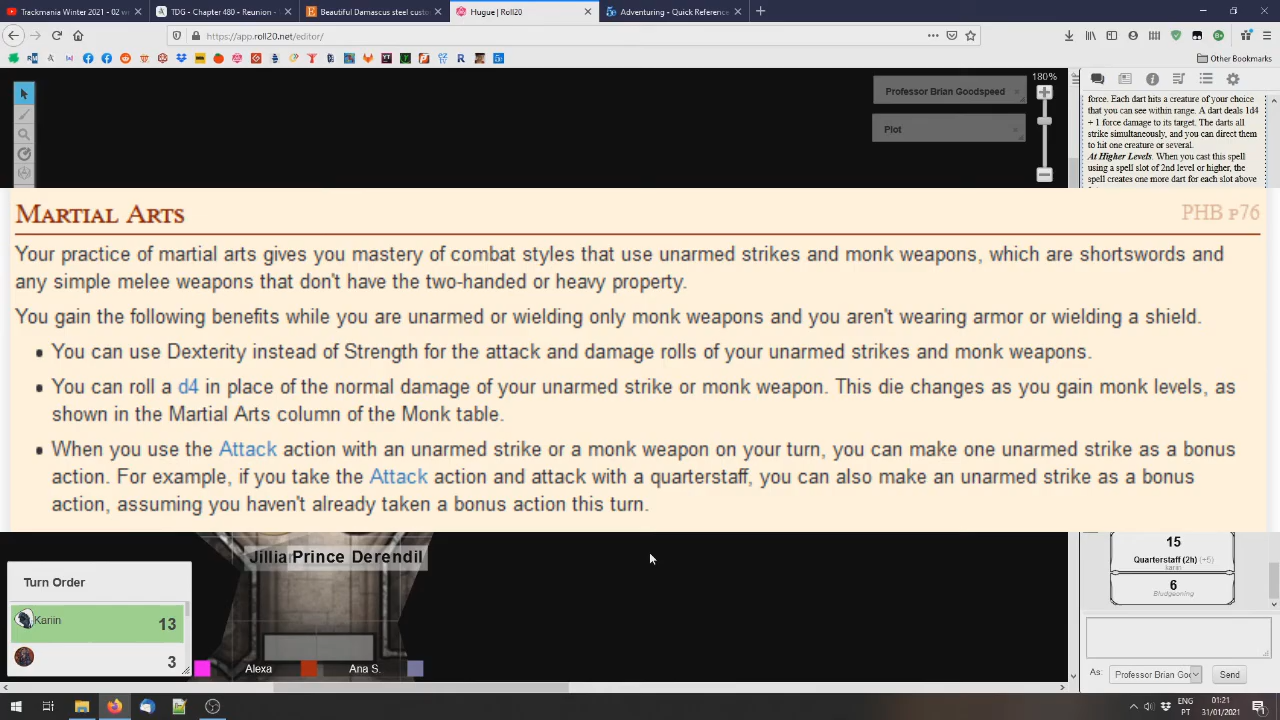 Trackmania Winter 2021 - 02 w
TDG - Chapter 480 - Reunion -
Beautiful Damascus steel custo
Hugue | Roll20
Adventuring - Quick Reference
https://app.roll20.net/editor/
Other Bookmarks
180%
Professor Brian Goodspeed
Plot
force. Each dart hits a creature of your choice
that you can see within range. A dart deals 1d4
+ 1 force damage to its target. The darts all
strike simultaneously, and you can direct them
to hit one creature or several.
At Higher Levels. When you cast this spell
using a spell slot of 2nd level or higher, the
spell creates one more dart for each slot above
Martial Arts
PHB p76
Your practice of martial arts gives you mastery of combat styles that use unarmed strikes and monk weapons, which are shortswords and
any simple melee weapons that don't have the two-handed or heavy property.
You gain the following benefits while you are unarmed or wielding only monk weapons and you aren't wearing armor or wielding a shield.
• You can use Dexterity instead of Strength for the attack and damage rolls of your unarmed strikes and monk weapons.
• You can roll a d4 in place of the normal damage of your unarmed strike or monk weapon. This die changes as you gain monk levels, as
shown in the Martial Arts column of the Monk table.
• When you use the Attack action with an unarmed strike or a monk weapon on your turn, you can make one unarmed strike as a bonus
action. For example, if you take the Attack action and attack with a quarterstaff, you can also make an unarmed strike as a bonus
action, assuming you haven't already taken a bonus action this turn.
Jillia
Prince Derendil
15
Quarterstaff (2h) (+5)
karin
6
Bludgeoning
Turn Order
Kariin
13
3
Alexa
Ana S.
As:
Professor Brian Goo
Send
ENG
PT
01:21
31/01/2021